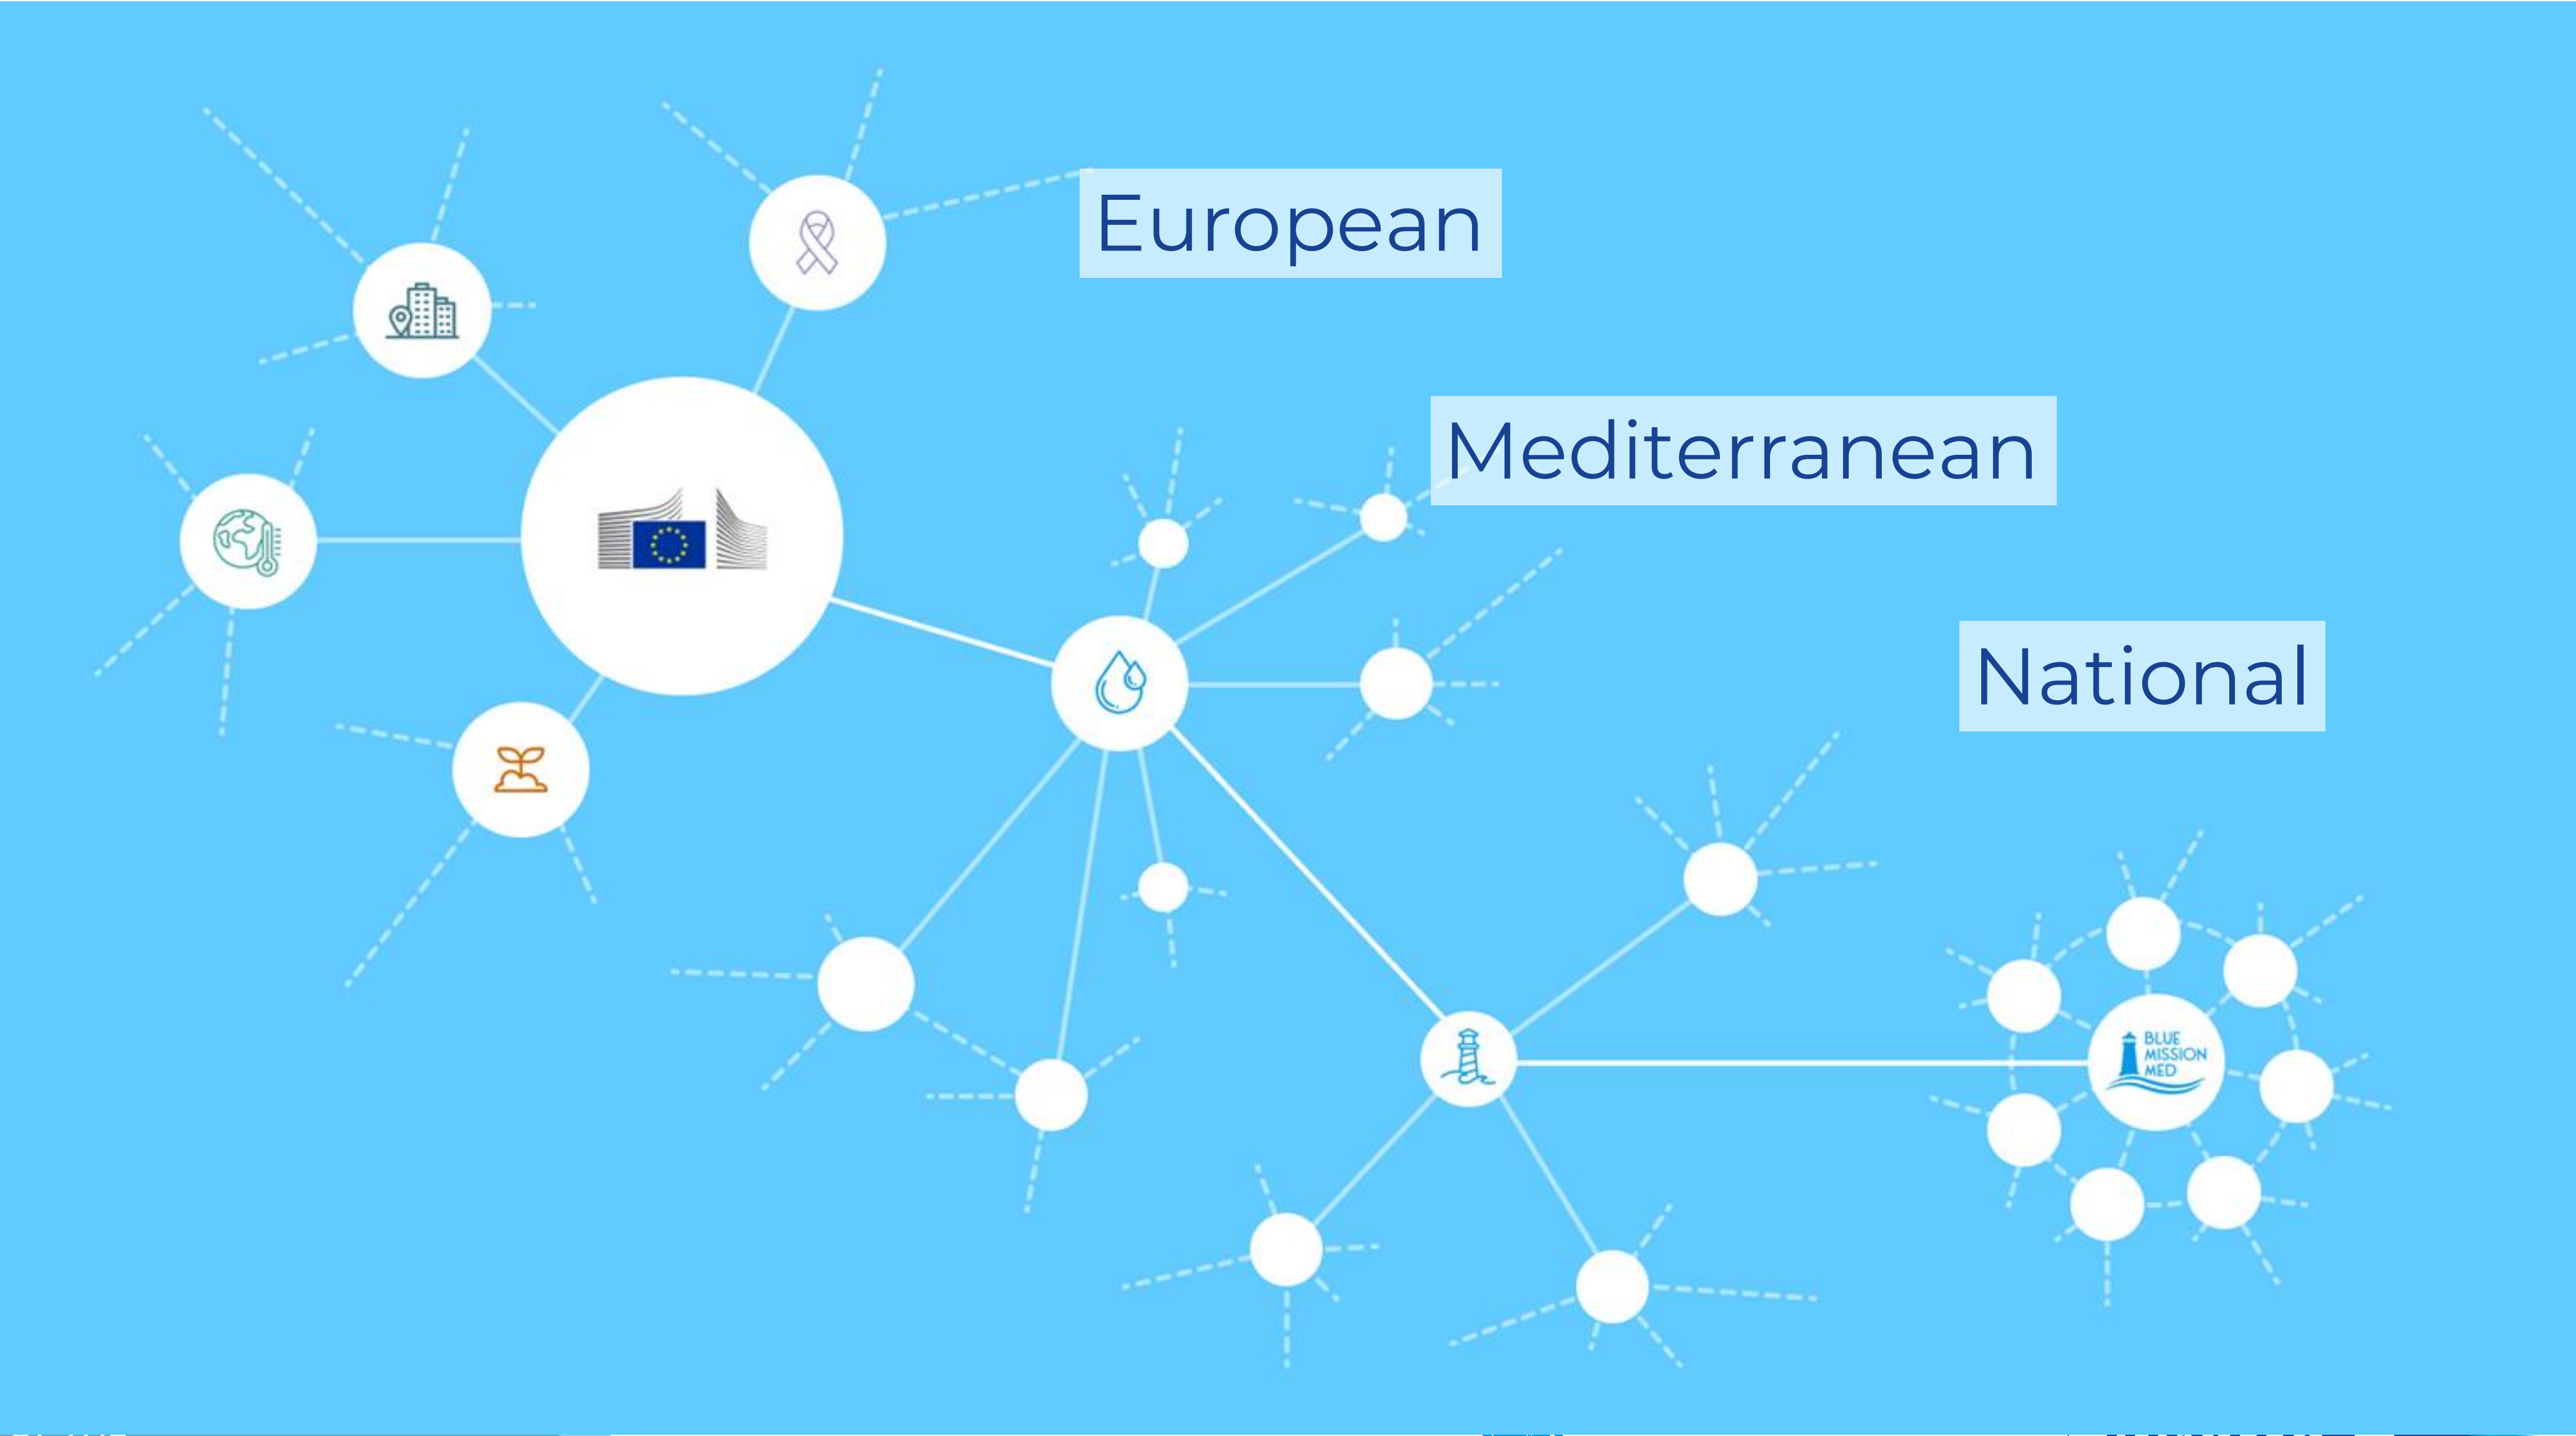 European
Mediterranean
National
BLUE
MISSION
MED